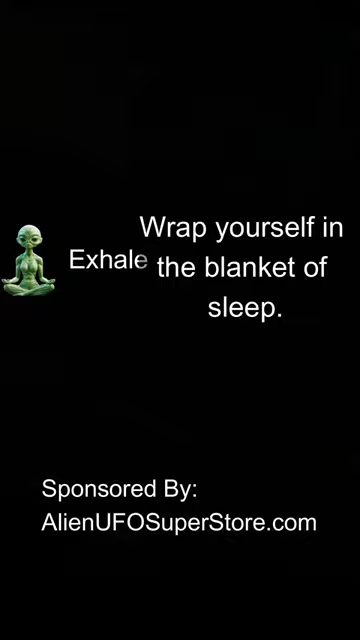 Exhale
Wrap yourself in
the blanket of
sleep.
Sponsored By:
AlienUFOSuperStore.com